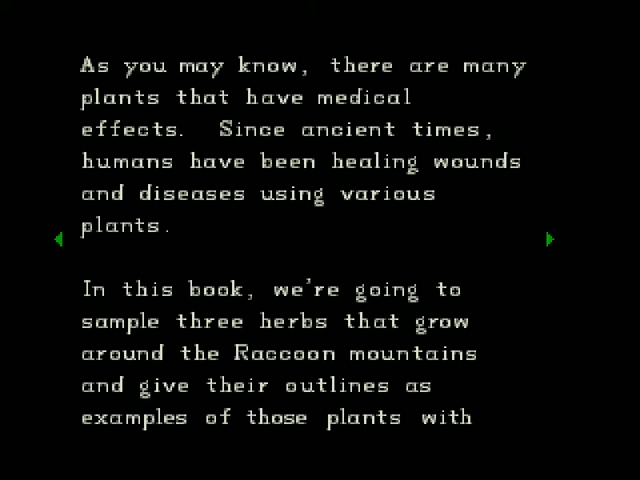 As you may know, there are many
plants that have medical
effects.  Since ancient times,
humans have been healing wounds
and diseases using various
plants.
In this book, we're going to
sample three herbs that grow
around the Raccoon mountains
and give their outlines as
examples of those plants with